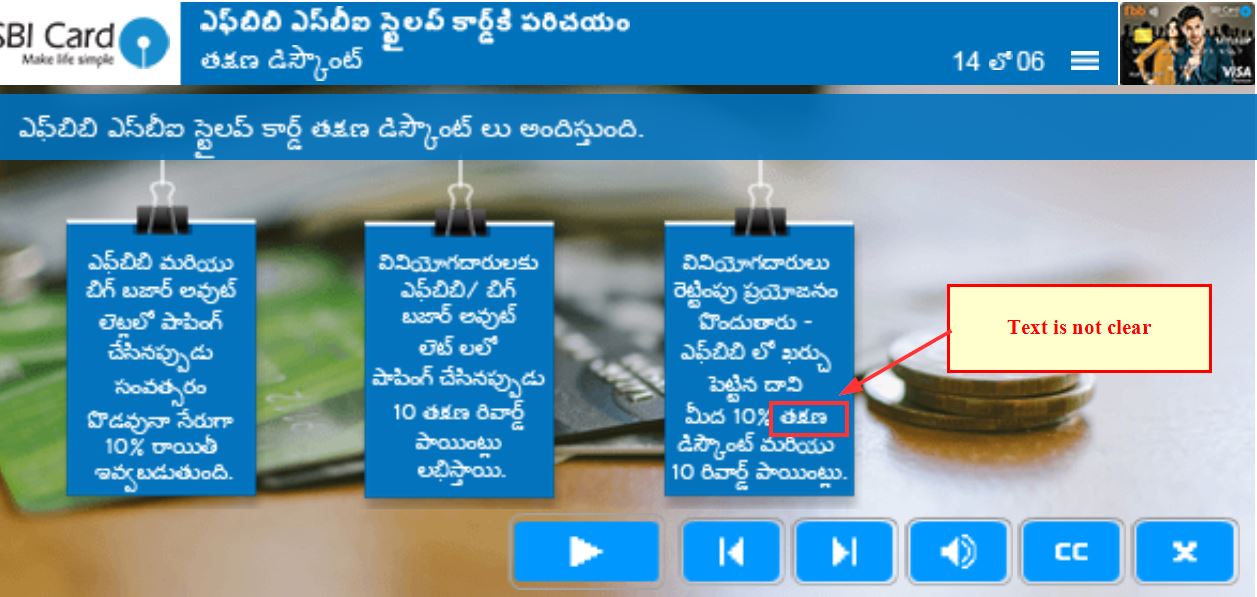 SBI Card
Make life simple
ఎఫ్‌బిబి ఎస్‌బీఐ స్టైలప్ కార్డ్‌కి పరిచయం
తక్షణ డిస్కౌంట్
14 లో 06
fbb
SBI Card
VISA
ఎఫ్‌బిబి ఎస్‌బీఐ స్టైలప్ కార్డ్ తక్షణ డిస్కౌంట్ లు అందిస్తుంది.
ఎఫ్‌బిబి మరియు
బిగ్ బజార్ అవుట్
లెట్లలో షాపింగ్
చేసినప్పుడు
సంవత్సరం
పొడవునా నేరుగా
10% రాయితీ
ఇవ్వబడుతుంది.
వినియోగదారులకు
ఎఫ్‌బిబి/ బిగ్
బజార్ అవుట్
లెట్ లలో
షాపింగ్ చేసినప్పుడు
10 తక్షణ రివార్డ్
పాయింట్లు
లభిస్తాయి.
వినియోగదారులు
రెట్టింపు ప్రయోజనం
పొందుతారు -
ఎఫ్‌బిబి లో ఖర్చు
పెట్టిన దాని
మీద 10% తక్షణ
డిస్కౌంట్ మరియు
10 రివార్డ్ పాయింట్లు.
Text is not clear
CC